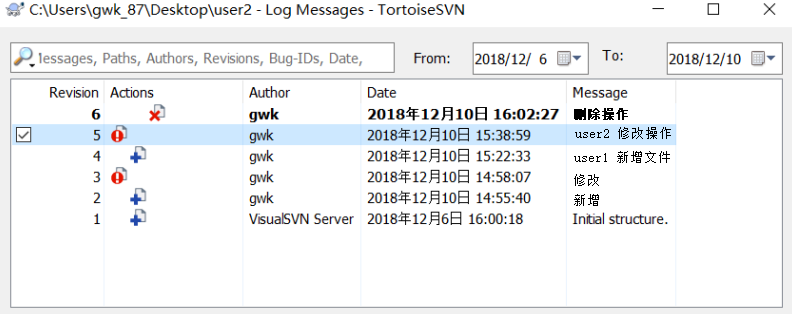 C:\Users\gwk_87\Desktop\user2 - Log Messages - TortoiseSVN
Messages, Paths, Authors, Revisions, Bug-IDs, Date, From: 2018/12/ 6 To: 2018/12/10
Revision Actions Author Date Message
6 gwk 2018年12月10日 16:02:27 删除操作
5 gwk 2018年12月10日 15:38:59 user2 修改操作
4 gwk 2018年12月10日 15:22:33 user1 新增文件
3 gwk 2018年12月10日 14:58:07 修改
2 gwk 2018年12月10日 14:55:40 新增
1 VisualSVN Server 2018年12月6日 16:00:18 Initial structure.